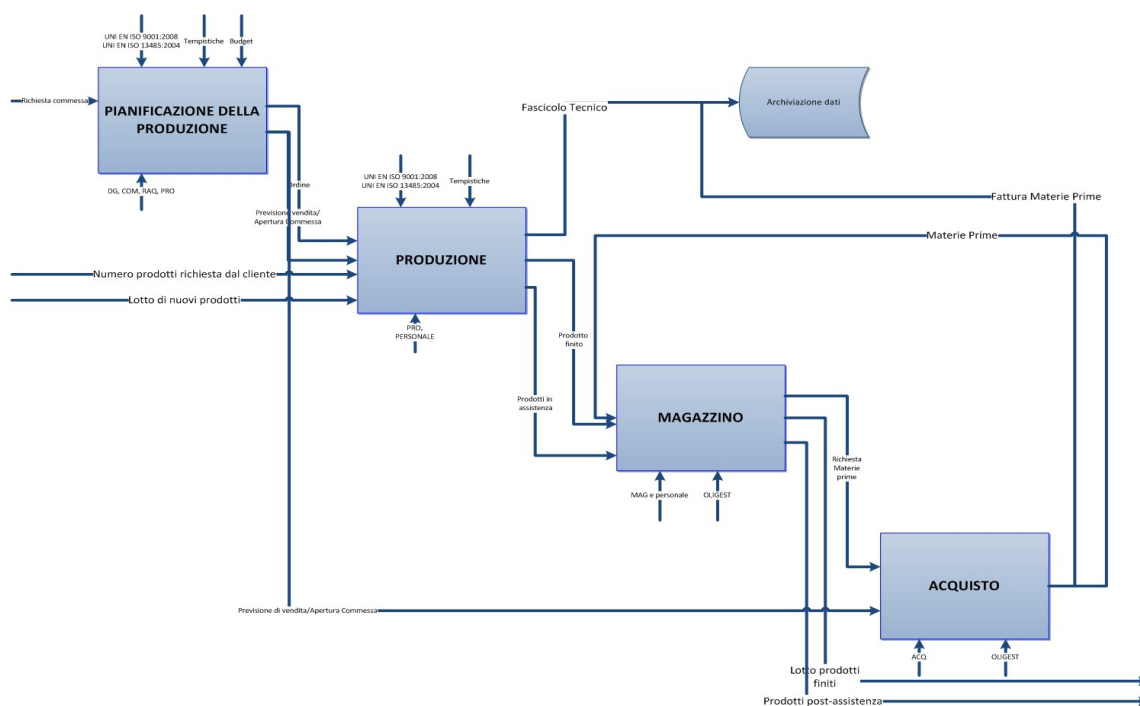 UNI EN ISO 9001:2008
UNI EN ISO 13485:2004
Tempistiche
Budget
Richiesta commessa
PIANIFICAZIONE DELLA
PRODUZIONE
DG, COM, RAQ, PRO
Fascicolo Tecnico
Archiviazione dati
UNI EN ISO 9001:2008
UNI EN ISO 13485:2004
Tempistiche
Ordine
Previsione vendita/
Apertura Commessa
Fattura Materie Prime
Materie Prime
PRODUZIONE
Numero prodotti richiesta dal cliente
Lotto di nuovi prodotti
PRO,
PERSONALE
Prodotto
finito
Prodotti in
assistenza
MAGAZZINO
Richiesta
Materie
prime
MAG e personale
OLIGEST
ACQUISTO
Previsione di vendita/Apertura Commessa
ACQ
OLIGEST
Lotto prodotti
finiti
Prodotti post-assistenza